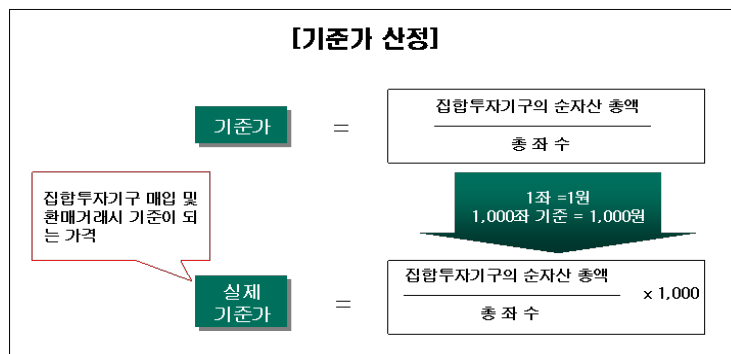 [기준가 산정]
기준가
=
집합투자기구의 순자산 총액
총 좌 수
집합투자기구 매입 및
환매거래시 기준이 되
는 가격
1좌 =1원
1,000좌 기준 = 1,000원
실제
기준가
=
집합투자기구의 순자산 총액
총 좌 수
x 1,000